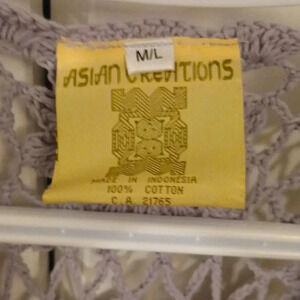 M/L
ASIAN CREATIONS
MADE IN INDONESIA
100% COTTON
C.A. 21765